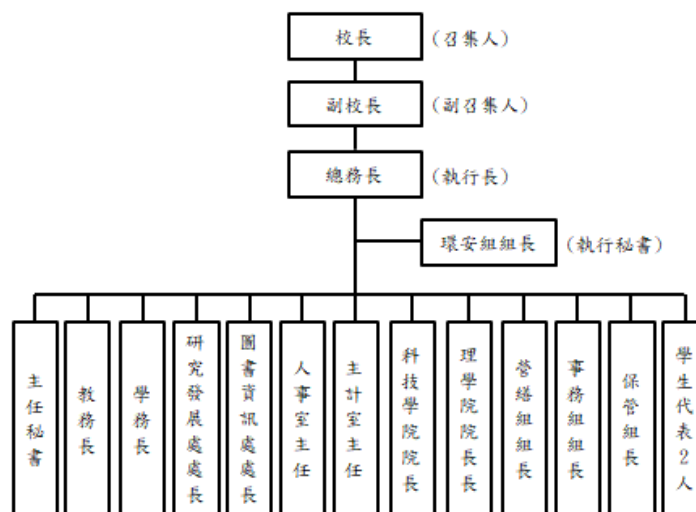 校長 (召集人)
副校長 (副召集人)
總務長 (執行長)
環安組組長 (執行秘書)
主任秘書
教務長
學務長
研究發展處處長
圖書資訊處處長
人事室主任
主計室主任
科技學院院長
理學院院長長
營繕組組長
事務組組長
保管組長
學生代表2人